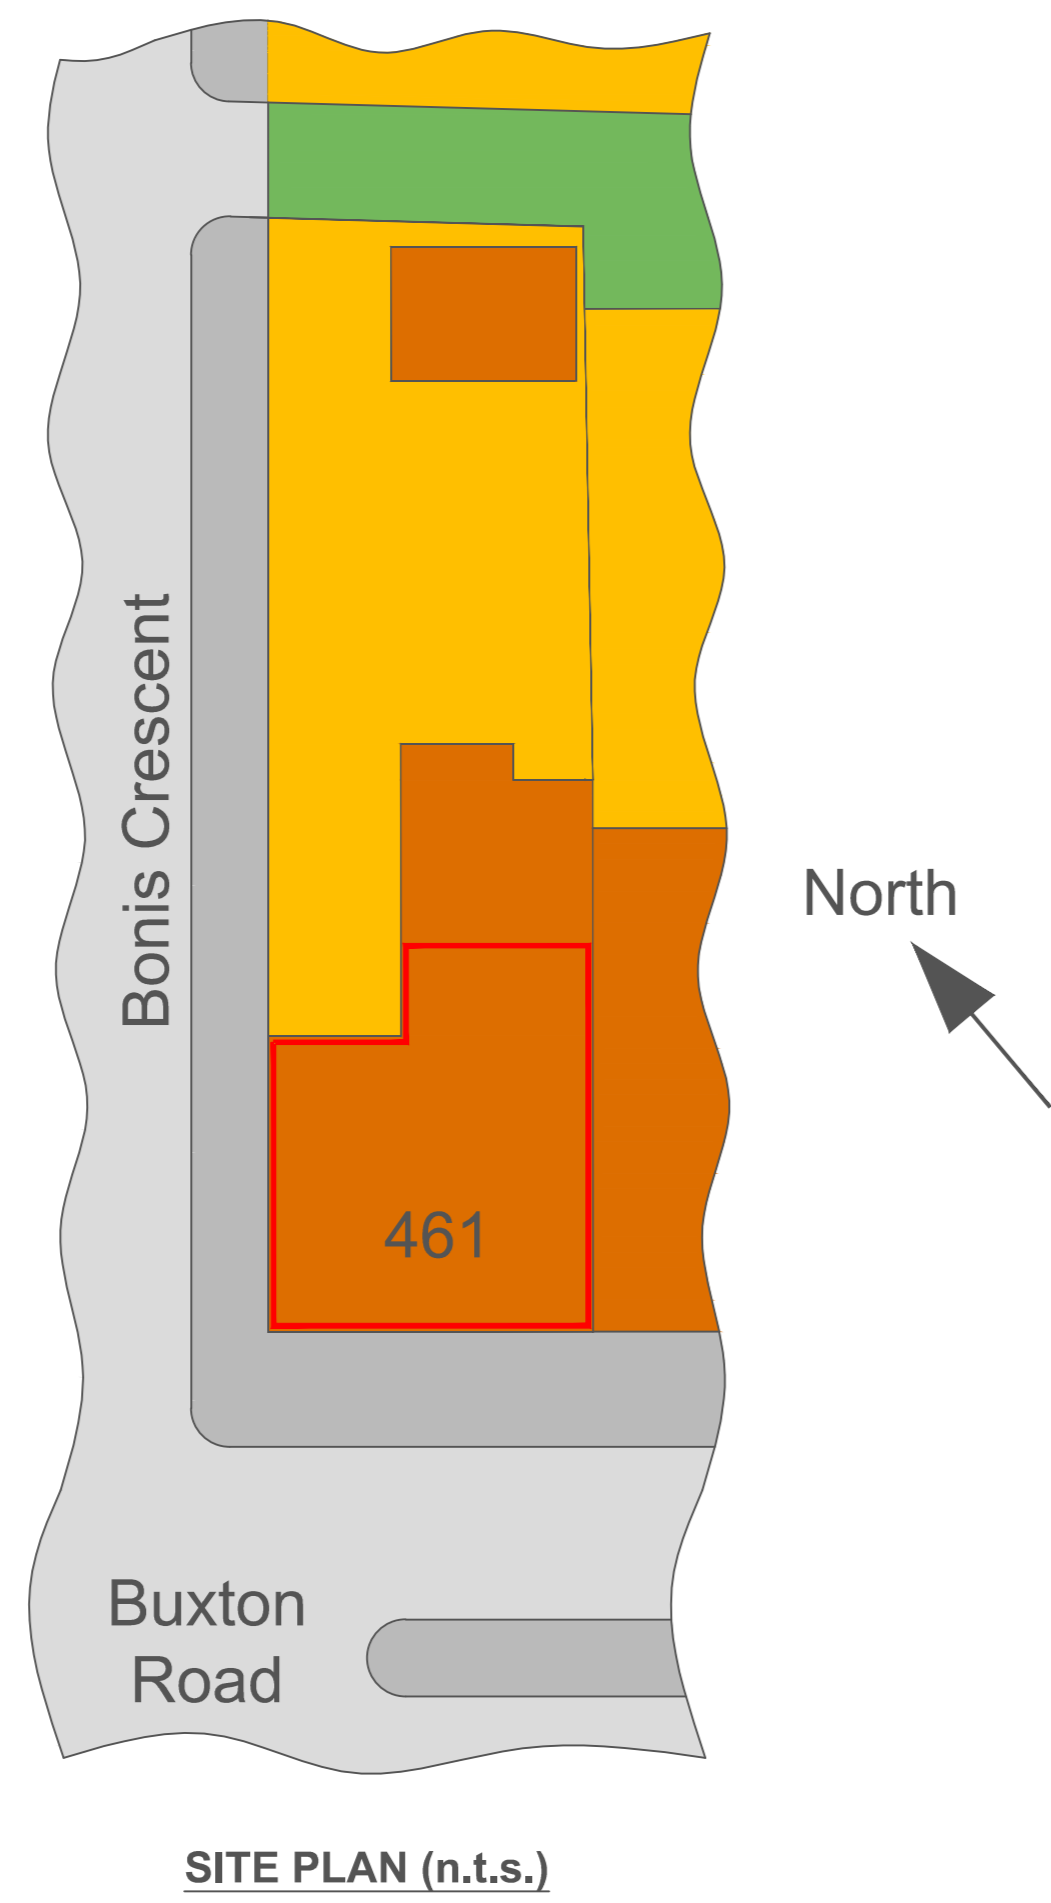 Bonis Crescent
North
461
Buxton
Road
SITE PLAN (n.t.s.)